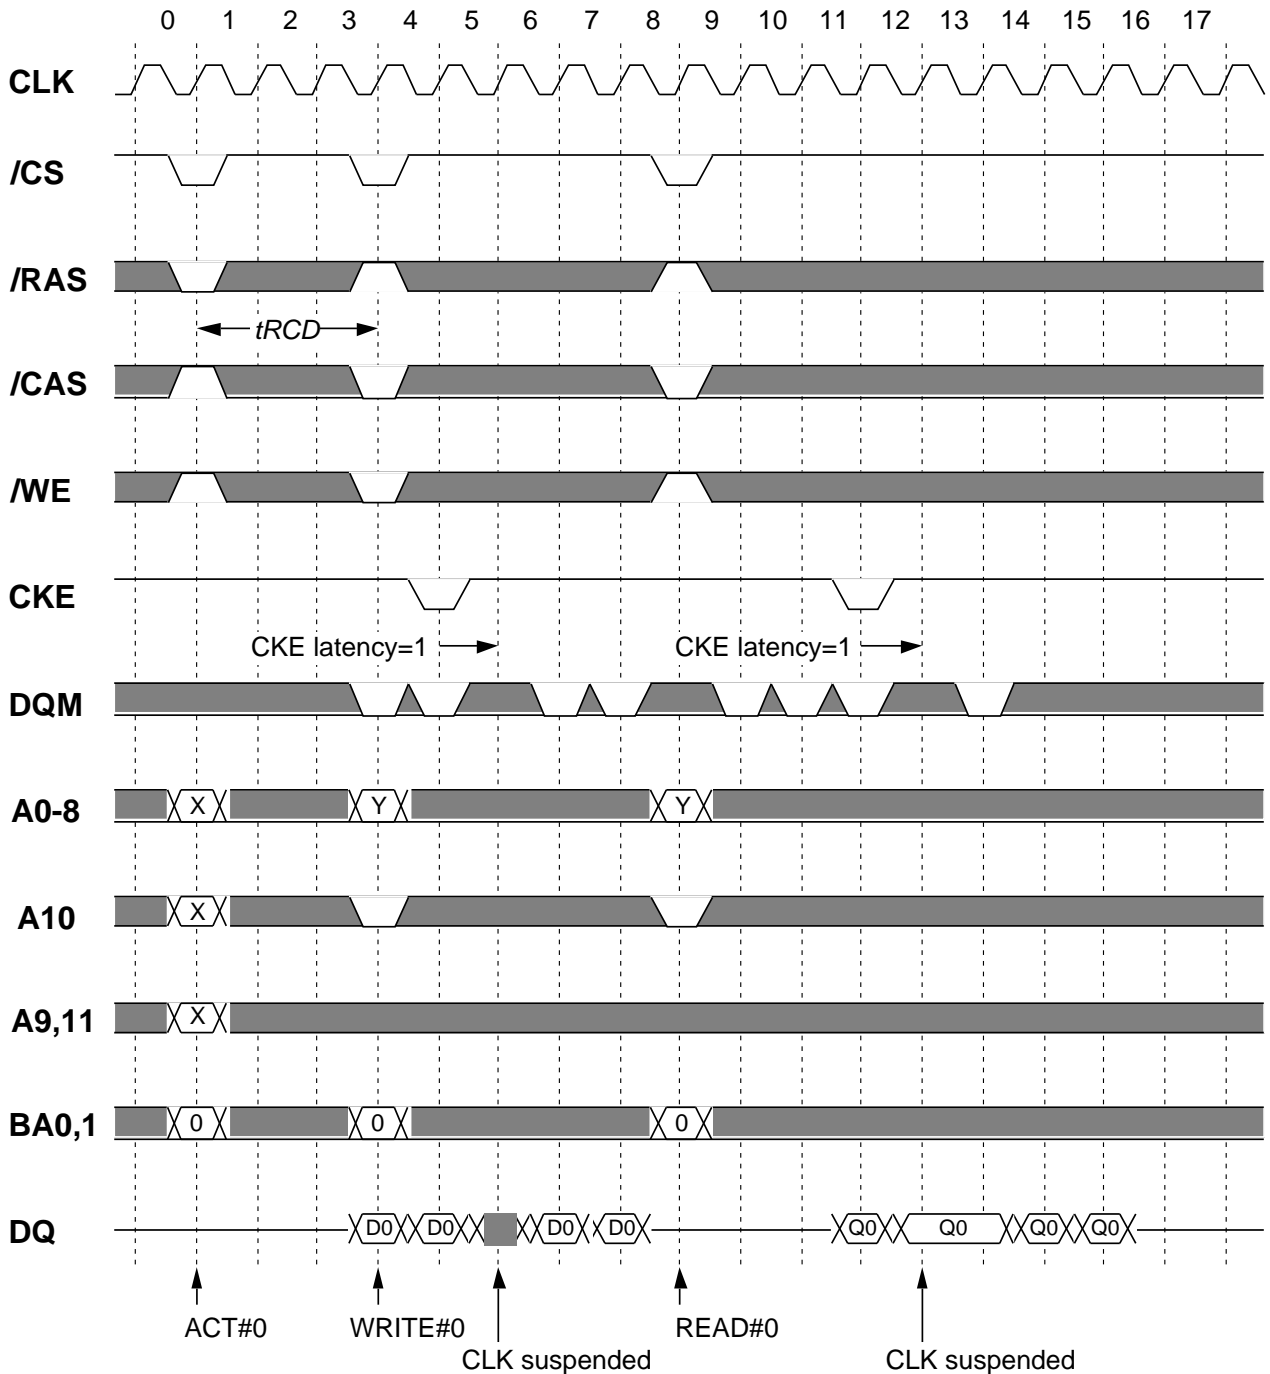 0 1 2 3 4 5 6 7 8 9 10 11 12 13 14 15 16 17
CLK
/CS
/RAS
tRCD
/CAS
/WE
CKE
CKE latency=1 CKE latency=1
DQM
A0-8 X Y Y
A10 X
A9,11 X
BA0,1 0 0 0
DQ D0 D0 D0 D0 Q0 Q0 Q0 Q0
ACT#0 WRITE#0 READ#0
CLK suspended CLK suspended